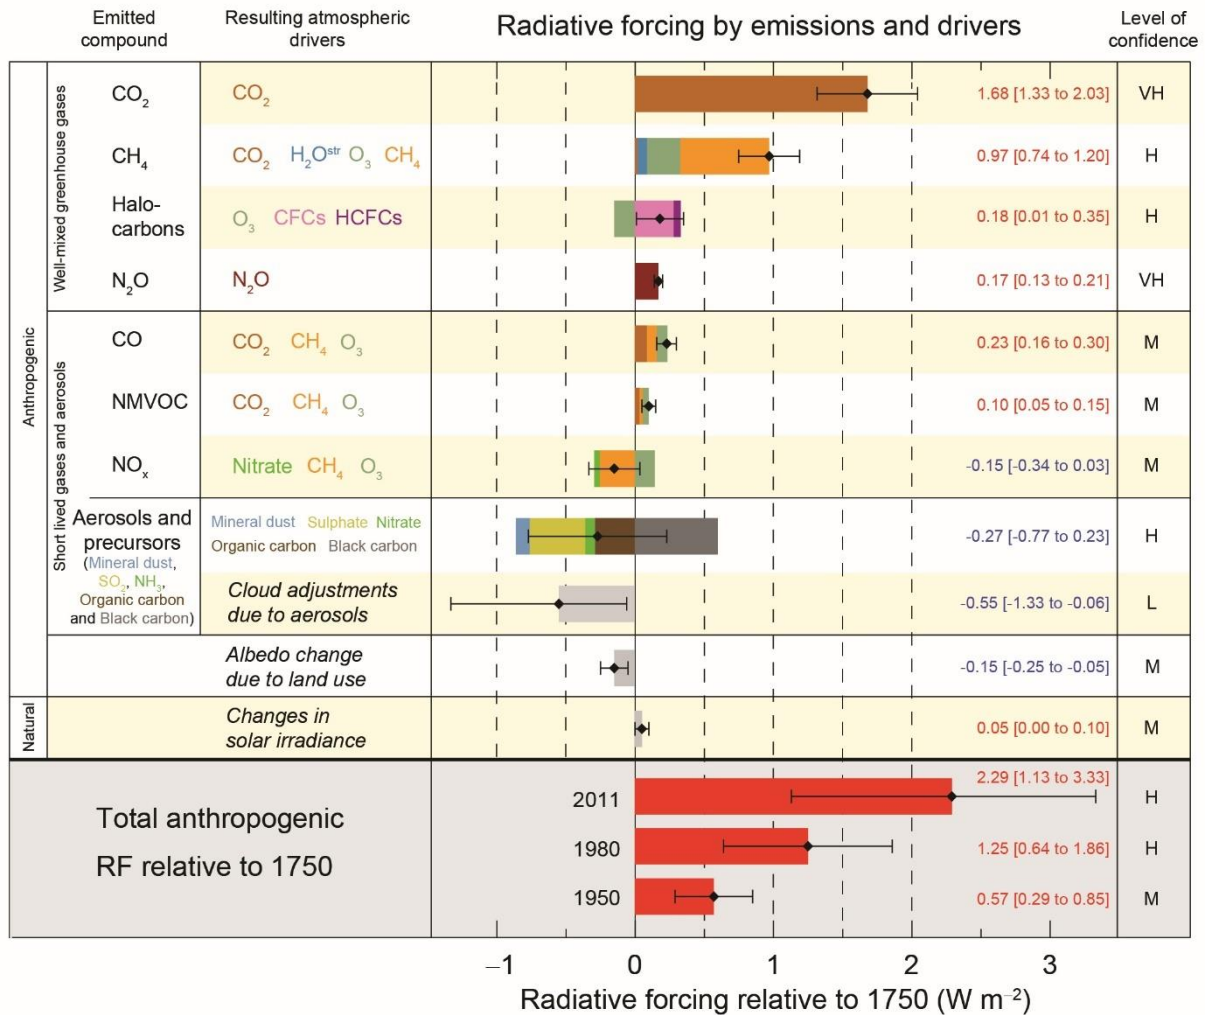 Emitted compound
Resulting atmospheric drivers
Radiative forcing by emissions and drivers
Level of confidence
Anthropogenic
Well-mixed greenhouse gases
CO₂
CO₂
1.68 [1.33 to 2.03]
VH
CH₄
CO₂ H₂Oˢᵗʳ O₃ CH₄
0.97 [0.74 to 1.20]
H
Halo-
carbons
O₃ CFCs HCFCs
0.18 [0.01 to 0.35]
H
N₂O
N₂O
0.17 [0.13 to 0.21]
VH
Short lived gases and aerosols
CO
CO₂ CH₄ O₃
0.23 [0.16 to 0.30]
M
NMVOC
CO₂ CH₄ O₃
0.10 [0.05 to 0.15]
M
NOₓ
Nitrate CH₄ O₃
-0.15 [-0.34 to 0.03]
M
Aerosols and
precursors
(Mineral dust,
SO₂, NH₃,
Organic carbon
and Black carbon)
Mineral dust Sulphate Nitrate
Organic carbon Black carbon
-0.27 [-0.77 to 0.23]
H
Cloud adjustments
due to aerosols
-0.55 [-1.33 to -0.06]
L
Albedo change
due to land use
-0.15 [-0.25 to -0.05]
M
Natural
Changes in
solar irradiance
0.05 [0.00 to 0.10]
M
Total anthropogenic
RF relative to 1750
2011
2.29 [1.13 to 3.33]
H
1980
1.25 [0.64 to 1.86]
H
1950
0.57 [0.29 to 0.85]
M
−1 0 1 2 3
Radiative forcing relative to 1750 (W m⁻²)